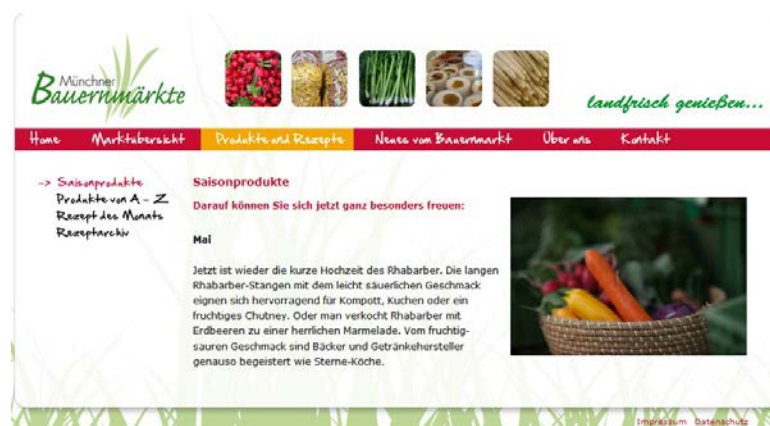 Münchner
Bauernmärkte
landfrisch genießen...
Home Marktübersicht Produkte und Rezepte Neues vom Bauernmarkt Über uns Kontakt
-> Saisonprodukte
Produkte von A - Z
Rezept des Monats
Rezeptarchiv
Saisonprodukte
Darauf können Sie sich jetzt ganz besonders freuen:
Mai
Jetzt ist wieder die kurze Hochzeit des Rhabarber. Die langen
Rhabarber-Stangen mit dem leicht säuerlichen Geschmack
eignen sich hervorragend für Kompott, Kuchen oder ein
fruchtiges Chutney. Oder man verkocht Rhabarber mit
Erdbeeren zu einer herrlichen Marmelade. Vom fruchtig-
sauren Geschmack sind Bäcker und Getränkehersteller
genauso begeistert wie Sterne-Köche.
Impressum Datenschutz